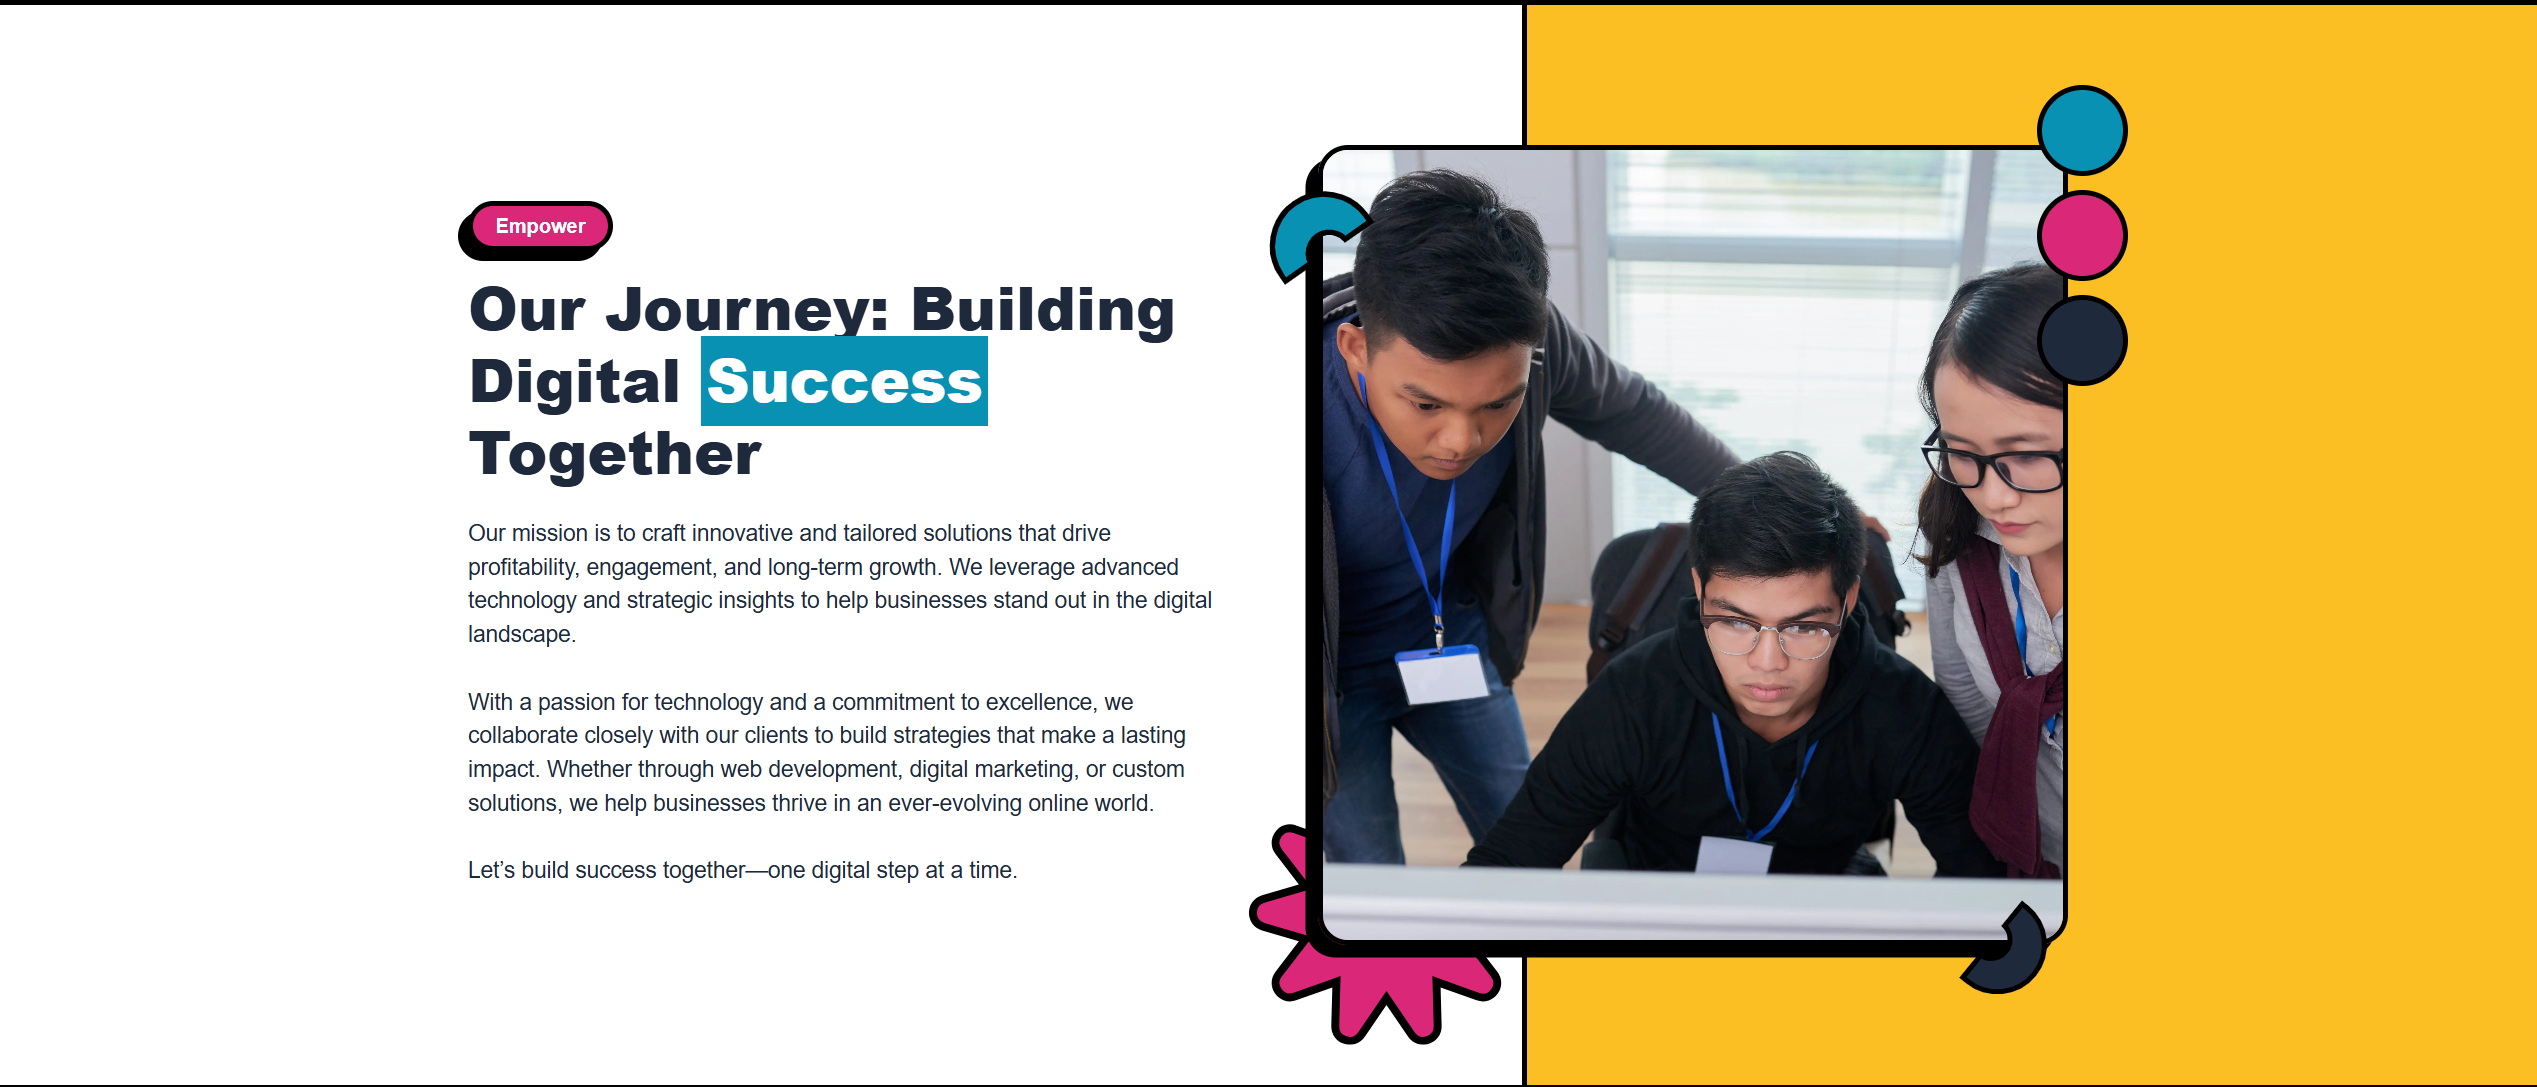 Empower
Our Journey: Building
Digital Success
Together
Our mission is to craft innovative and tailored solutions that drive
profitability, engagement, and long-term growth. We leverage advanced
technology and strategic insights to help businesses stand out in the digital
landscape.
With a passion for technology and a commitment to excellence, we
collaborate closely with our clients to build strategies that make a lasting
impact. Whether through web development, digital marketing, or custom
solutions, we help businesses thrive in an ever-evolving online world.
Let’s build success together—one digital step at a time.